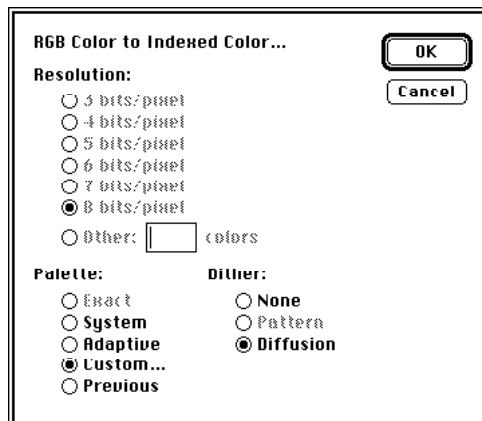 RGB Color to Indexed Color...
OK
Cancel
Resolution:
3 bits/pixel
4 bits/pixel
5 bits/pixel
6 bits/pixel
7 bits/pixel
8 bits/pixel
Other: colors
Palette:
Exact
System
Adaptive
Custom...
Previous
Dither:
None
Pattern
Diffusion